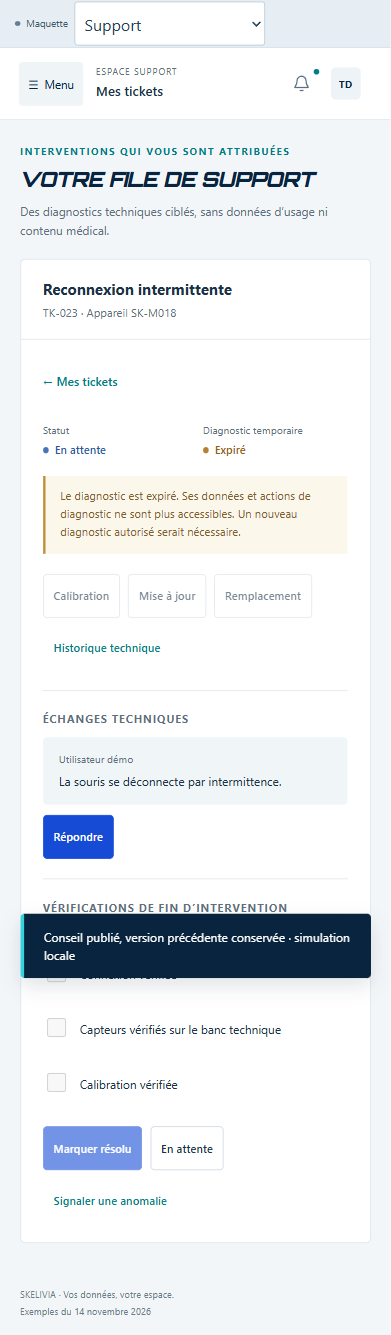 Maquette
Support
☰ Menu
ESPACE SUPPORT
Mes tickets
TD
INTERVENTIONS QUI VOUS SONT ATTRIBUÉES
VOTRE FILE DE SUPPORT
Des diagnostics techniques ciblés, sans données d'usage ni
contenu médical.
Reconnexion intermittente
TK-023 · Appareil SK-M018
← Mes tickets
Statut
En attente
Diagnostic temporaire
Expiré
Le diagnostic est expiré. Ses données et actions de
diagnostic ne sont plus accessibles. Un nouveau
diagnostic autorisé serait nécessaire.
Calibration
Mise à jour
Remplacement
Historique technique
ÉCHANGES TECHNIQUES
Utilisateur démo
La souris se déconnecte par intermittence.
Répondre
VÉRIFICATIONS DE FIN D'INTERVENTION
Conseil publié, version précédente conservée · simulation
locale
Capteurs vérifiés sur le banc technique
Calibration vérifiée
Marquer résolu
En attente
Signaler une anomalie
SKELIVIA · Vos données, votre espace.
Exemples du 14 novembre 2026